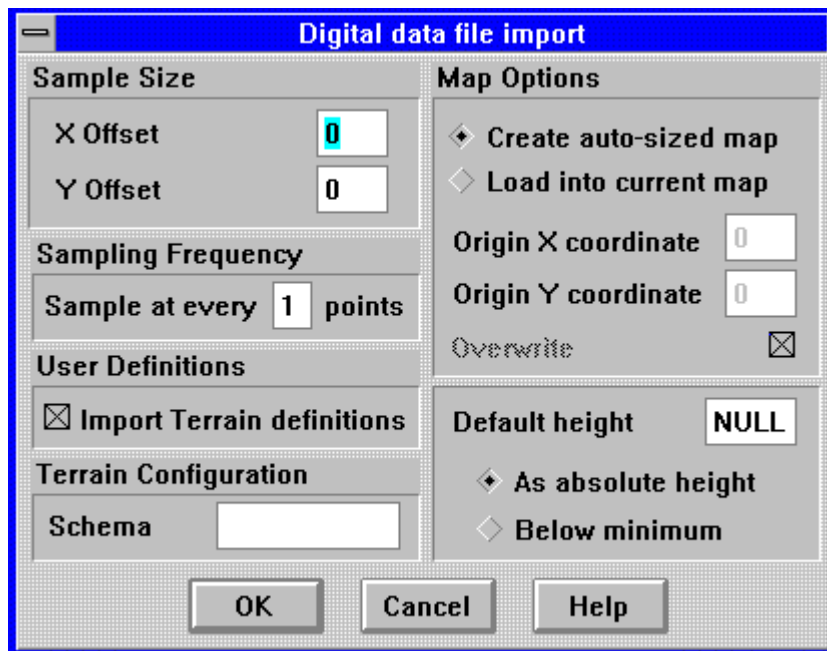 Digital data file import
Sample Size
X Offset 0
Y Offset 0
Sampling Frequency
Sample at every 1 points
User Definitions
Import Terrain definitions
Terrain Configuration
Schema
Map Options
Create auto-sized map
Load into current map
Origin X coordinate 0
Origin Y coordinate 0
Overwrite
Default height NULL
As absolute height
Below minimum
OK Cancel Help